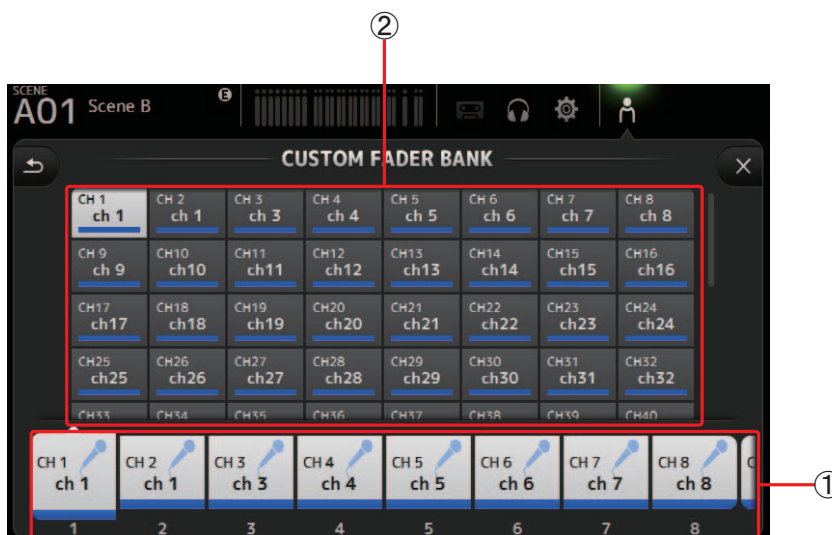 ②
SCENE
A01 Scene B E
CUSTOM FADER BANK
CH 1 CH 2 CH 3 CH 4 CH 5 CH 6 CH 7 CH 8
ch 1 ch 1 ch 3 ch 4 ch 5 ch 6 ch 7 ch 8
CH 9 CH10 CH11 CH12 CH13 CH14 CH15 CH16
ch 9 ch10 ch11 ch12 ch13 ch14 ch15 ch16
CH17 CH18 CH19 CH20 CH21 CH22 CH23 CH24
ch17 ch18 ch19 ch20 ch21 ch22 ch23 ch24
CH25 CH26 CH27 CH28 CH29 CH30 CH31 CH32
ch25 ch26 ch27 ch28 ch29 ch30 ch31 ch32
CH33 CH34 CH35 CH36 CH37 CH38 CH39 CH40
CH 1 CH 2 CH 3 CH 4 CH 5 CH 6 CH 7 CH 8 C
ch 1 ch 1 ch 3 ch 4 ch 5 ch 6 ch 7 ch 8
①
1 2 3 4 5 6 7 8